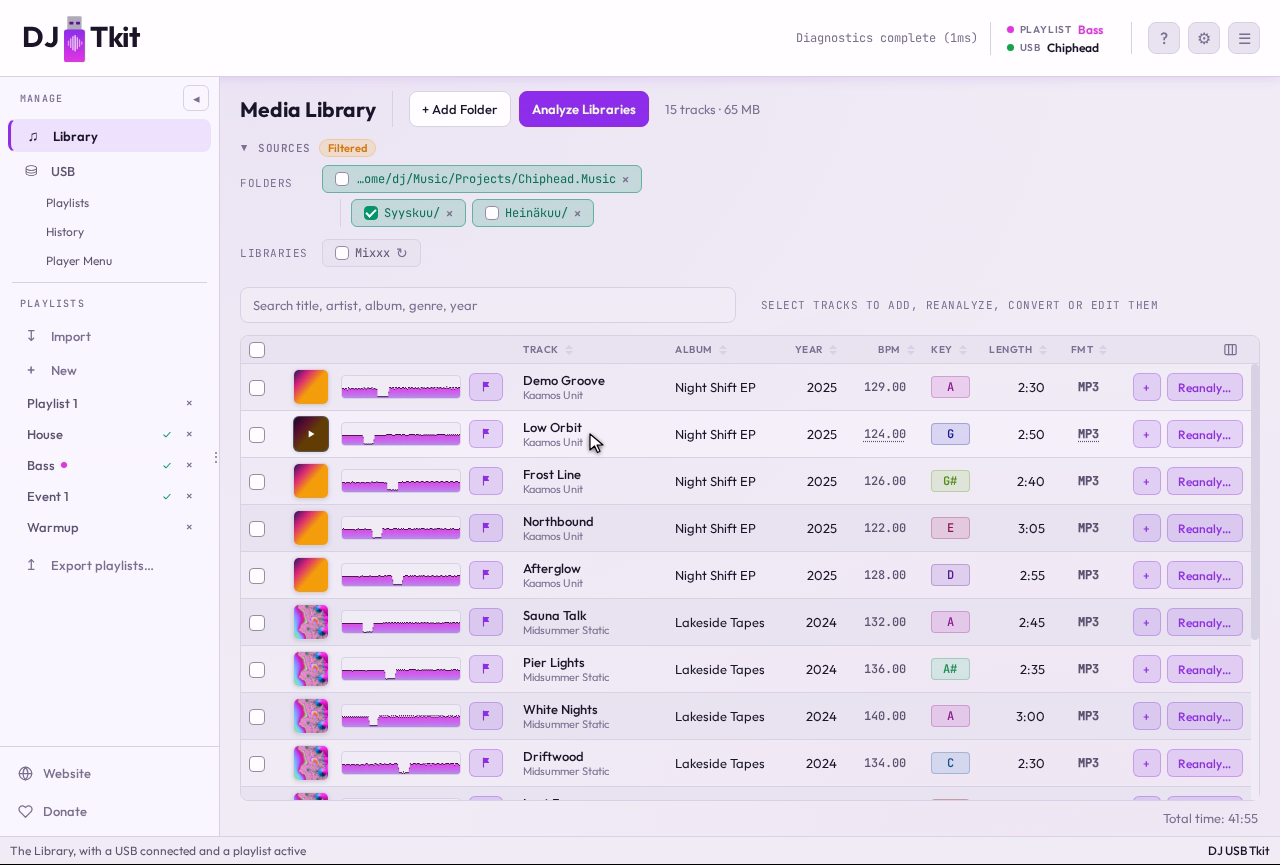 DJ Tkit
Diagnostics complete (1ms)
PLAYLIST Bass
USB Chiphead
?
MANAGE
Library
USB
Playlists
History
Player Menu
PLAYLISTS
Import
+ New
Playlist 1 ×
House ✓ ×
Bass ✓ ×
Event 1 ✓ ×
Warmup ×
Export playlists...
Website
Donate
Media Library
+ Add Folder
Analyze Libraries
15 tracks · 65 MB
▼ SOURCES Filtered
FOLDERS …ome/dj/Music/Projects/Chiphead.Music ×
Syyskuu/ × Heinäkuu/ ×
LIBRARIES Mixxx ↻
Search title, artist, album, genre, year
SELECT TRACKS TO ADD, REANALYZE, CONVERT OR EDIT THEM
TRACK ALBUM YEAR BPM KEY LENGTH FMT
Demo Groove Night Shift EP 2025 129.00 A 2:30 MP3 + Reanaly...
Kaamos Unit
Low Orbit Night Shift EP 2025 124.00 G 2:50 MP3 + Reanaly...
Kaamos Unit
Frost Line Night Shift EP 2025 126.00 G# 2:40 MP3 + Reanaly...
Kaamos Unit
Northbound Night Shift EP 2025 122.00 E 3:05 MP3 + Reanaly...
Kaamos Unit
Afterglow Night Shift EP 2025 128.00 D 2:55 MP3 + Reanaly...
Kaamos Unit
Sauna Talk Lakeside Tapes 2024 132.00 A 2:45 MP3 + Reanaly...
Midsummer Static
Pier Lights Lakeside Tapes 2024 136.00 A# 2:35 MP3 + Reanaly...
Midsummer Static
White Nights Lakeside Tapes 2024 140.00 A 3:00 MP3 + Reanaly...
Midsummer Static
Driftwood Lakeside Tapes 2024 134.00 C 2:30 MP3 + Reanaly...
Midsummer Static
Total time: 41:55
The Library, with a USB connected and a playlist active
DJ USB Tkit